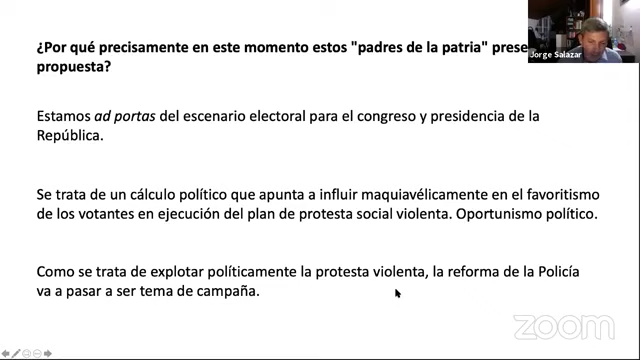 ¿Por qué precisamente en este momento estos "padres de la patria"
propuesta?
Jorge Salazar
Estamos ad portas del escenario electoral para el congreso y presidencia de la
República.
Se trata de un cálculo político que apunta a influir maquiavélicamente en el favoritismo
de los votantes en ejecución del plan de protesta social violenta. Oportunismo político.
Como se trata de explotar políticamente la protesta violenta, la reforma de la Policía
va a pasar a ser tema de campaña.
zoom